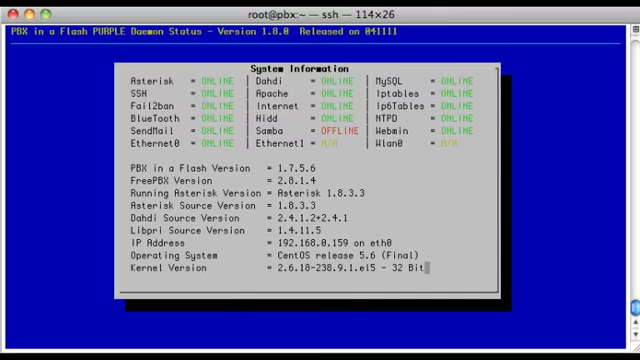 root@pbx:~ — ssh — 114×26
PBX in a Flash PURPLE Daemon Status - Version 1.8.0 Released on 041111
System Information
Asterisk = ONLINE | Dahdi = ONLINE | MySQL = ONLINE
SSH = ONLINE | Apache = ONLINE | Iptables = ONLINE
Fail2ban = ONLINE | Internet = ONLINE | Ip6Tables = ONLINE
BlueTooth = ONLINE | Hidd = ONLINE | NTPD = ONLINE
SendMail = ONLINE | Samba = OFFLINE | Webmin = ONLINE
Ethernet0 = ONLINE | Ethernet1 = N/A | Wlan0 = N/A
PBX in a Flash Version = 1.7.5.6
FreePBX Version = 2.8.1.4
Running Asterisk Version = Asterisk 1.8.3.3
Asterisk Source Version = 1.8.3.3
Dahdi Source Version = 2.4.1.2+2.4.1
Libpri Source Version = 1.4.11.5
IP Address = 192.168.0.159 on eth0
Operating System = CentOS release 5.6 (Final)
Kernel Version = 2.6.18-238.9.1.el5 - 32 Bit